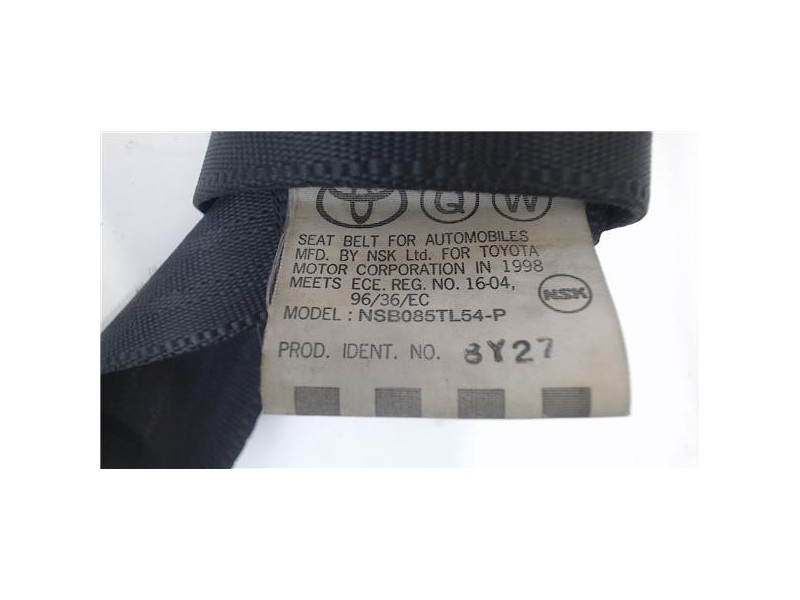 Q W
SEAT BELT FOR AUTOMOBILES
MFD. BY NSK Ltd. FOR TOYOTA
MOTOR CORPORATION IN 1998
MEETS ECE. REG. NO. 16-04,
96/36/EC
NSK
MODEL : NSB085TL54-P
PROD. IDENT. NO. 8Y27